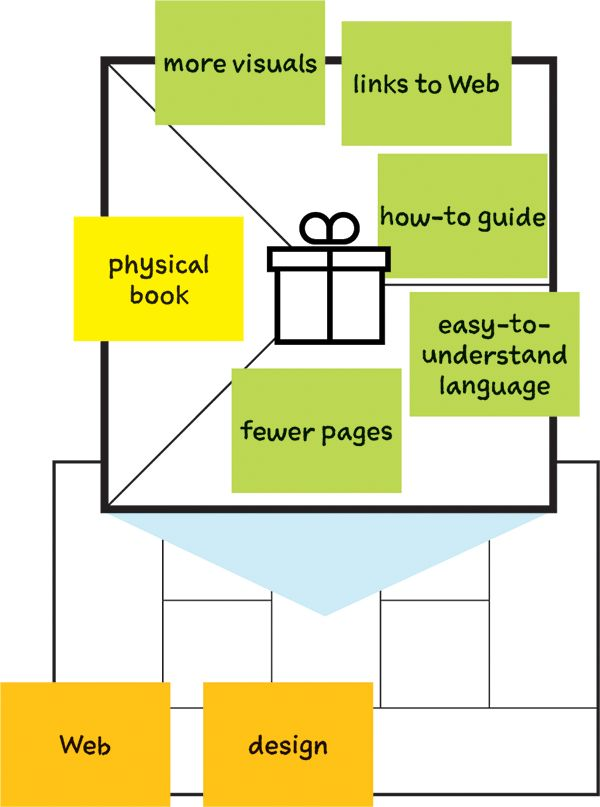 more visuals
links to Web
how-to guide
physical
book
easy-to-
understand
language
fewer pages
Web
design